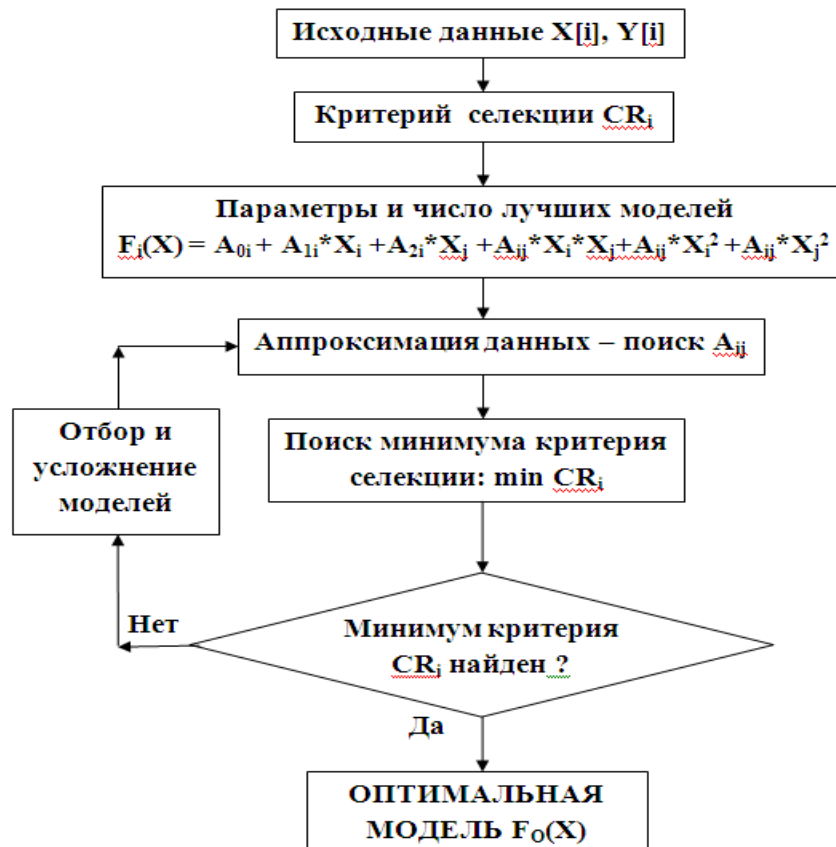 Исходные данные X[i], Y[i]
Критерий селекции CRᵢ
Параметры и число лучших моделей
Fᵢ(X) = A₀ᵢ + A₁ᵢ*Xᵢ +A₂ᵢ*Xⱼ +Aᵢⱼ*Xᵢ*Xⱼ+Aᵢⱼ*Xᵢ² +Aᵢⱼ*Xⱼ²
Аппроксимация данных – поиск Aᵢⱼ
Отбор и
усложнение
моделей
Поиск минимума критерия
селекции: min CRᵢ
Нет
Минимум критерия
CRᵢ найден ?
Да
ОПТИМАЛЬНАЯ
МОДЕЛЬ F_O(X)